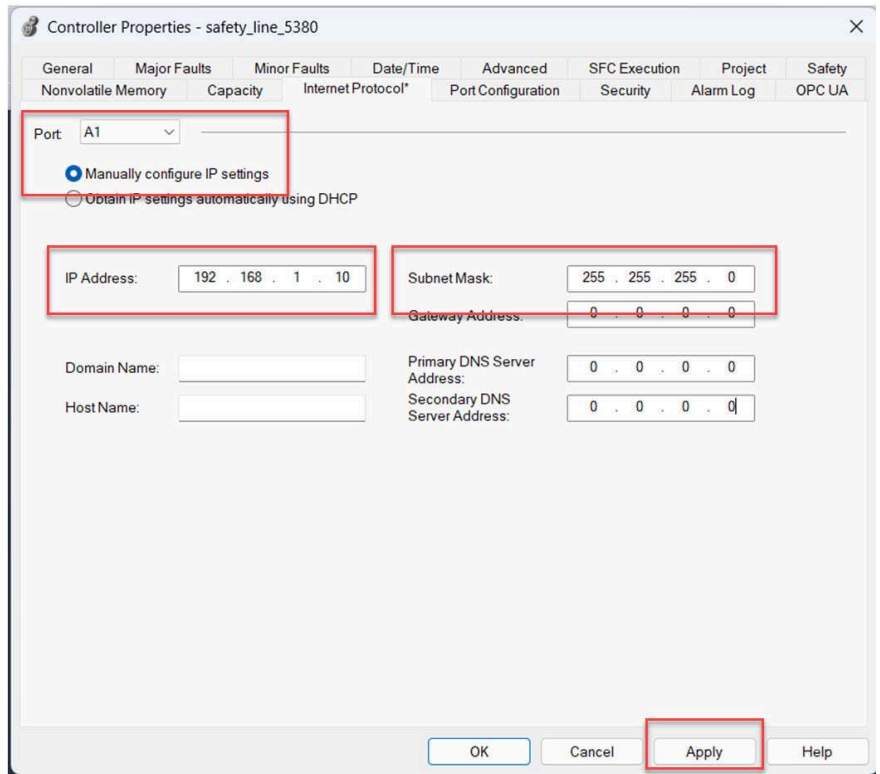 Controller Properties - safety_line_5380
General Major Faults Minor Faults Date/Time Advanced SFC Execution Project Safety
Nonvolatile Memory Capacity Internet Protocol* Port Configuration Security Alarm Log OPC UA
Port: A1
Manually configure IP settings
Obtain IP settings automatically using DHCP
IP Address: 192 . 168 . 1 . 10 Subnet Mask: 255 . 255 . 255 . 0
Gateway Address: 0 . 0 . 0 . 0
Domain Name: Primary DNS Server
Address: 0 . 0 . 0 . 0
Host Name: Secondary DNS
Server Address: 0 . 0 . 0 . 0
OK Cancel Apply Help